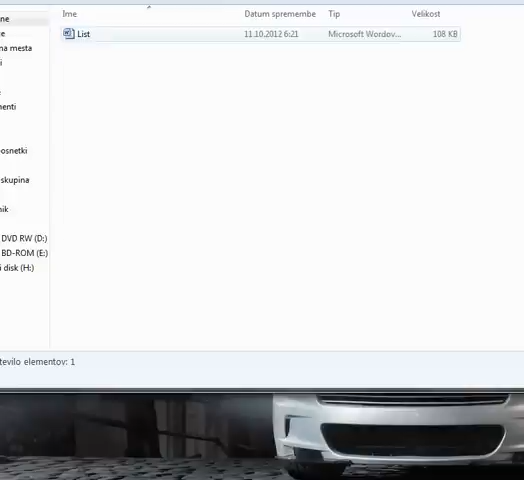 ne
Ime Datum spremembe Tip Velikost
List 11.10.2012 6:21 Microsoft Wordov... 108 KB
e
na mesta
i
:
menti
osnetki
skupina
nik
DVD RW (D:)
BD-ROM (E:)
i disk (H:)
tevilo elementov: 1